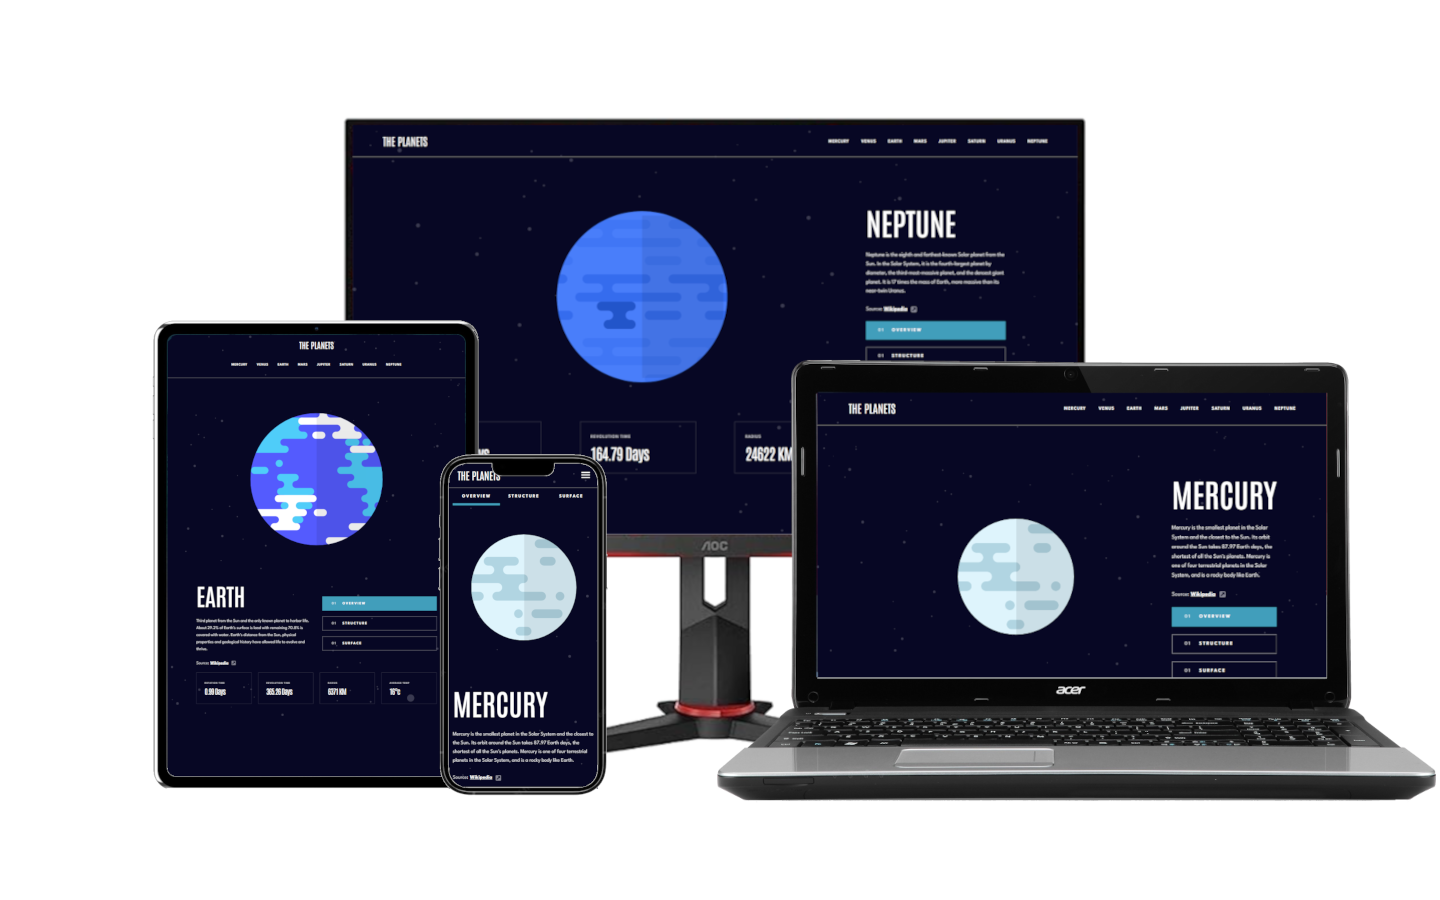 THE PLANETS
MERCURY VENUS EARTH MARS JUPITER SATURN URANUS NEPTUNE
NEPTUNE
Neptune is the eighth and farthest-known Solar planet from the
Sun. In the Solar System, it is the fourth-largest planet by
diameter, the third-most-massive planet, and the densest giant
planet. It is 17 times the mass of Earth, more massive than its
near-twin Uranus.
Source: Wikipedia
01 OVERVIEW
01 STRUCTURE
REVOLUTION TIME
164.79 Days
RADIUS
24622 KM
AOC
THE PLANETS
MERCURY VENUS EARTH MARS JUPITER SATURN URANUS NEPTUNE
EARTH
Third planet from the Sun and the only known planet to harbor life.
About 29.2% of Earth's surface is land with remaining 70.8% is
covered with water. Earth's distance from the Sun, physical
properties and geological history have allowed life to evolve and
thrive.
Source: Wikipedia
01 OVERVIEW
01 STRUCTURE
01 SURFACE
ROTATION TIME
0.99 Days
REVOLUTION TIME
365.26 Days
RADIUS
6371 KM
AVERAGE TEMP
16°c
THE PLANETS
OVERVIEW STRUCTURE SURFACE
MERCURY
Mercury is the smallest planet in the Solar System and the closest to
the Sun. Its orbit around the Sun takes 87.97 Earth days, the
shortest of all the Sun's planets. Mercury is one of four terrestrial
planets in the Solar System, and is a rocky body like Earth.
Source: Wikipedia
THE PLANETS
MERCURY VENUS EARTH MARS JUPITER SATURN URANUS NEPTUNE
MERCURY
Mercury is the smallest planet in the Solar
System and the closest to the Sun. Its orbit
around the Sun takes 87.97 Earth days, the
shortest of all the Sun's planets. Mercury is
one of four terrestrial planets in the Solar
System, and is a rocky body like Earth.
Source: Wikipedia
01 OVERVIEW
01 STRUCTURE
01 SURFACE
acer